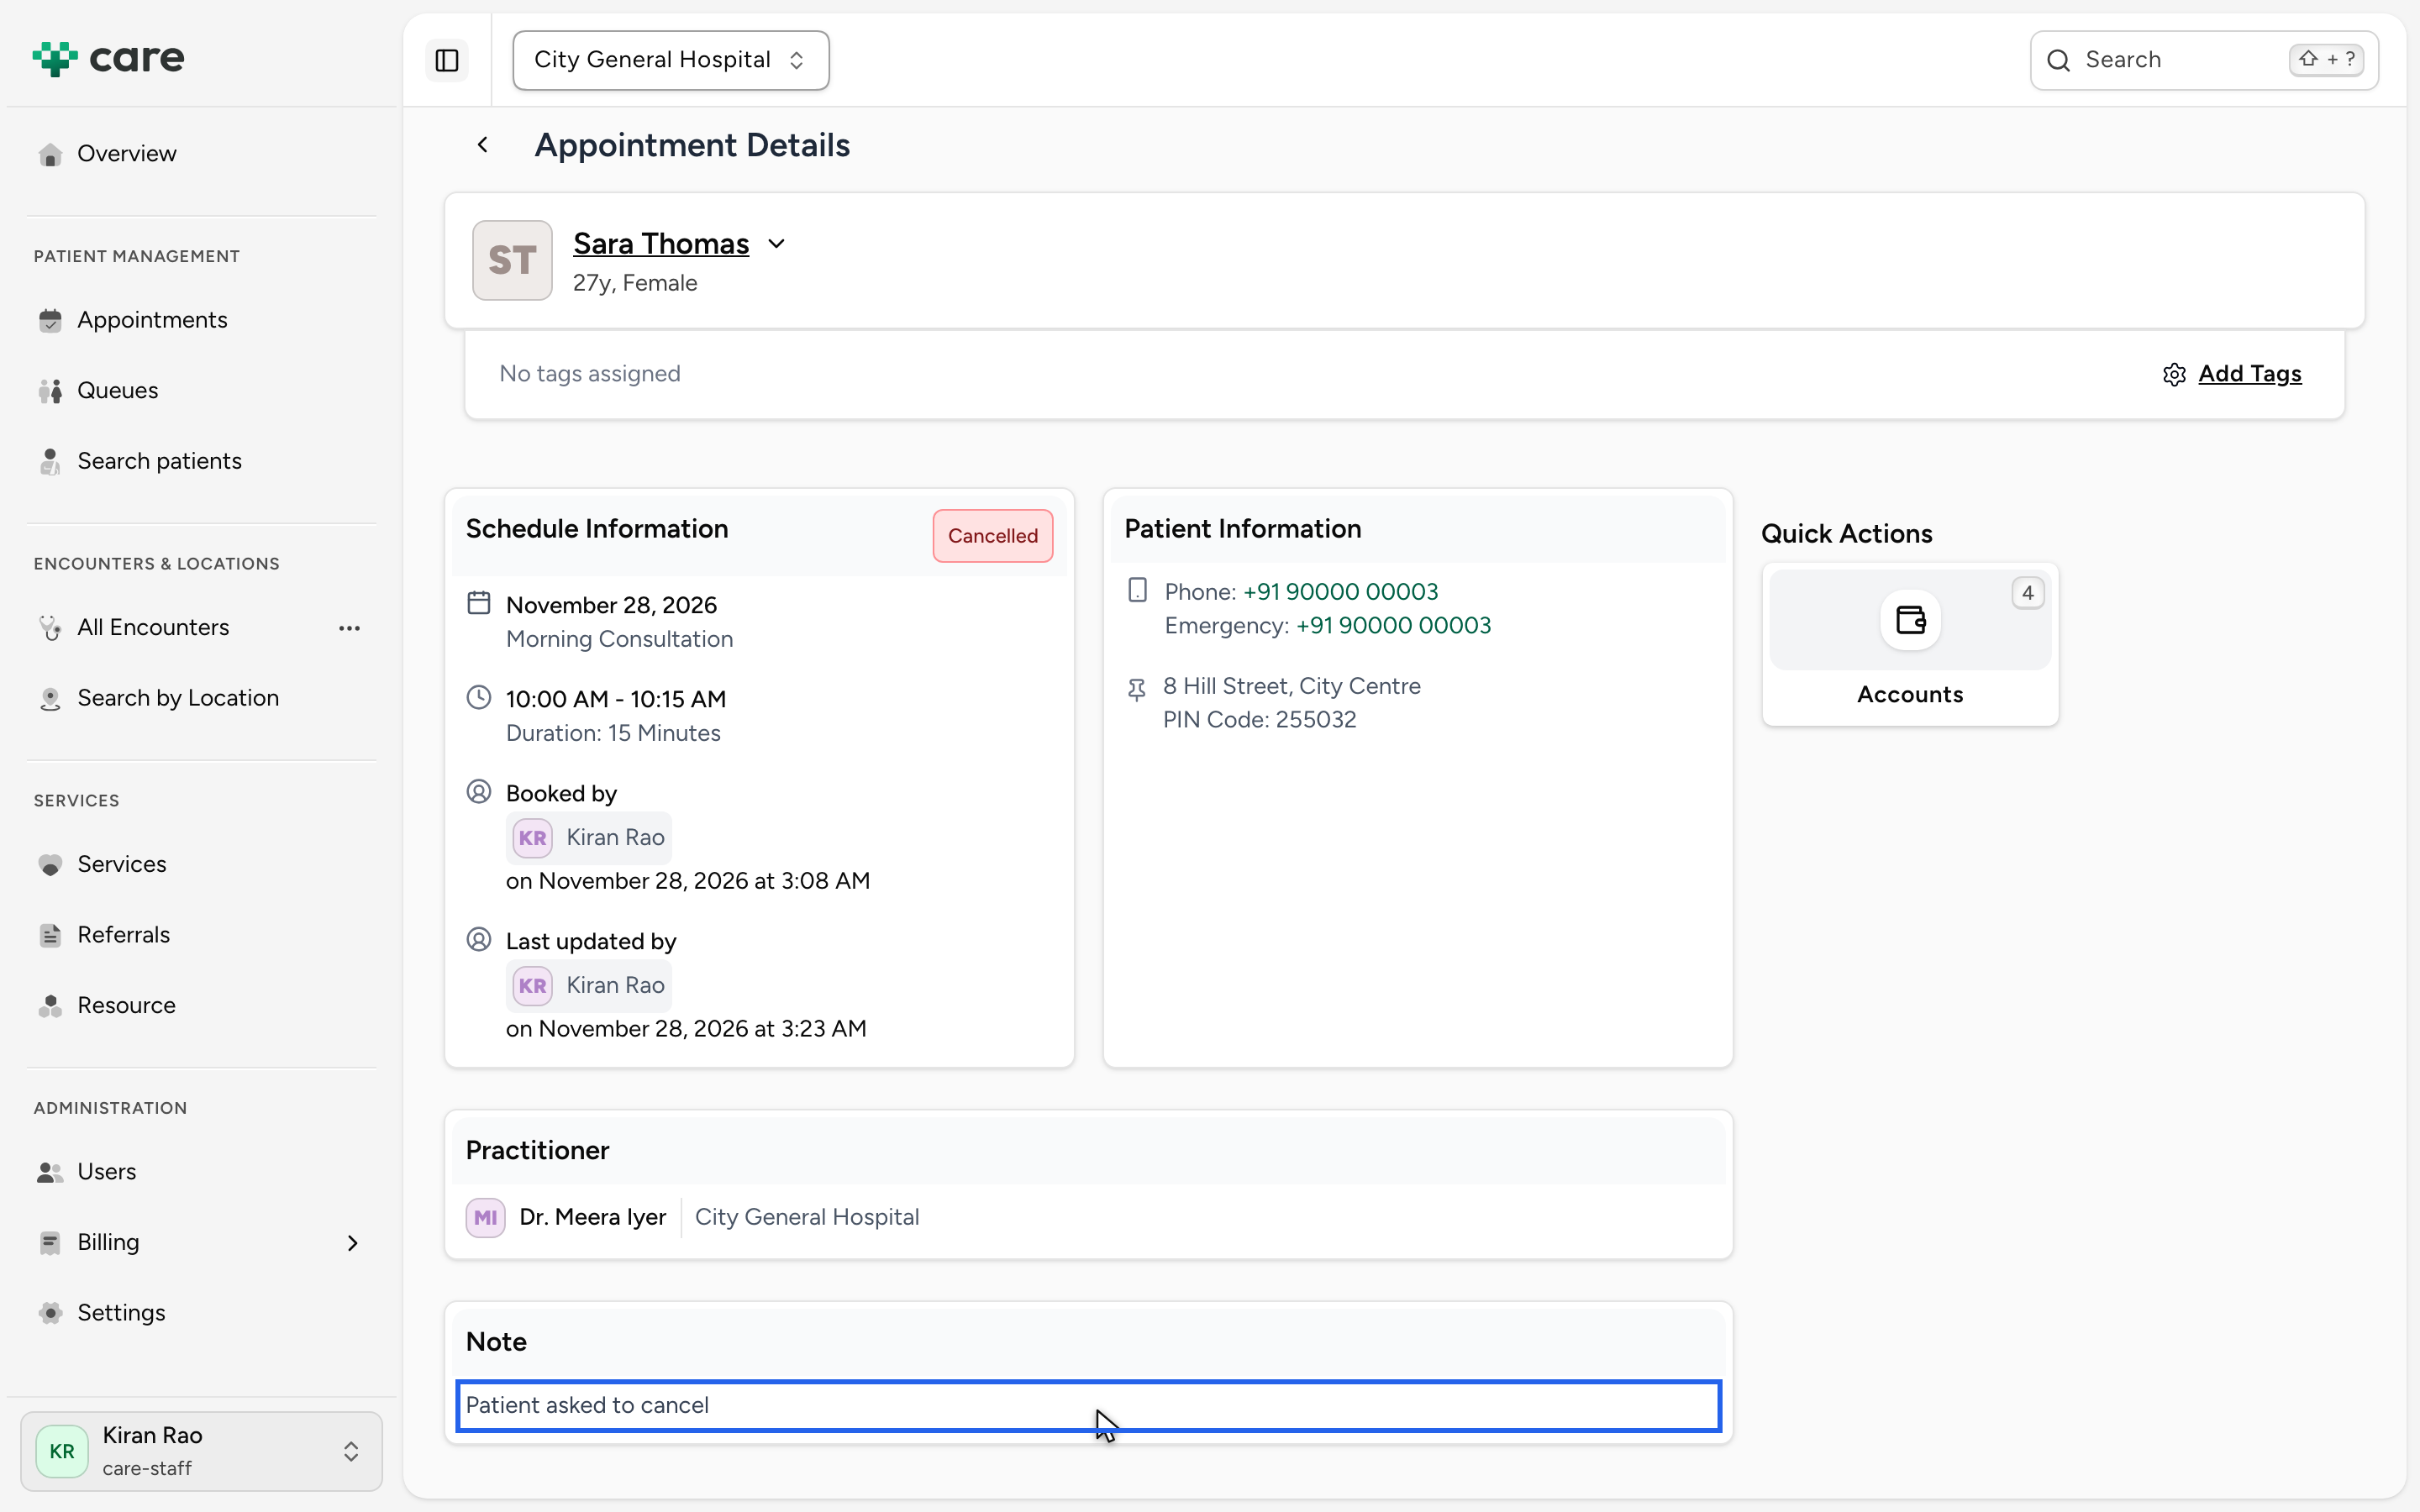 care
Overview
PATIENT MANAGEMENT
Appointments
Queues
Search patients
ENCOUNTERS & LOCATIONS
All Encounters
Search by Location
SERVICES
Services
Referrals
Resource
ADMINISTRATION
Users
Billing
Settings
KR
Kiran Rao
care-staff
City General Hospital
Search
+ ?
Appointment Details
ST
Sara Thomas
27y, Female
No tags assigned
Add Tags
Schedule Information
Cancelled
November 28, 2026
Morning Consultation
10:00 AM - 10:15 AM
Duration: 15 Minutes
Booked by
KR Kiran Rao
on November 28, 2026 at 3:08 AM
Last updated by
KR Kiran Rao
on November 28, 2026 at 3:23 AM
Patient Information
Phone: +91 90000 00003
Emergency: +91 90000 00003
8 Hill Street, City Centre
PIN Code: 255032
Quick Actions
4
Accounts
Practitioner
MI Dr. Meera Iyer City General Hospital
Note
Patient asked to cancel